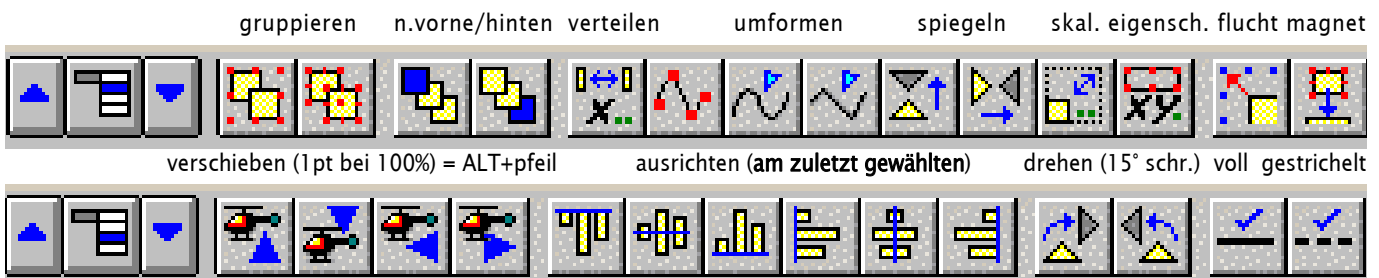 gruppieren n.vorne/hinten verteilen umformen spiegeln skal. eigensch. flucht magnet
x..
xy.
verschieben (1pt bei 100%) = ALT+pfeil ausrichten (am zuletzt gewählten) drehen (15° schr.) voll gestrichelt